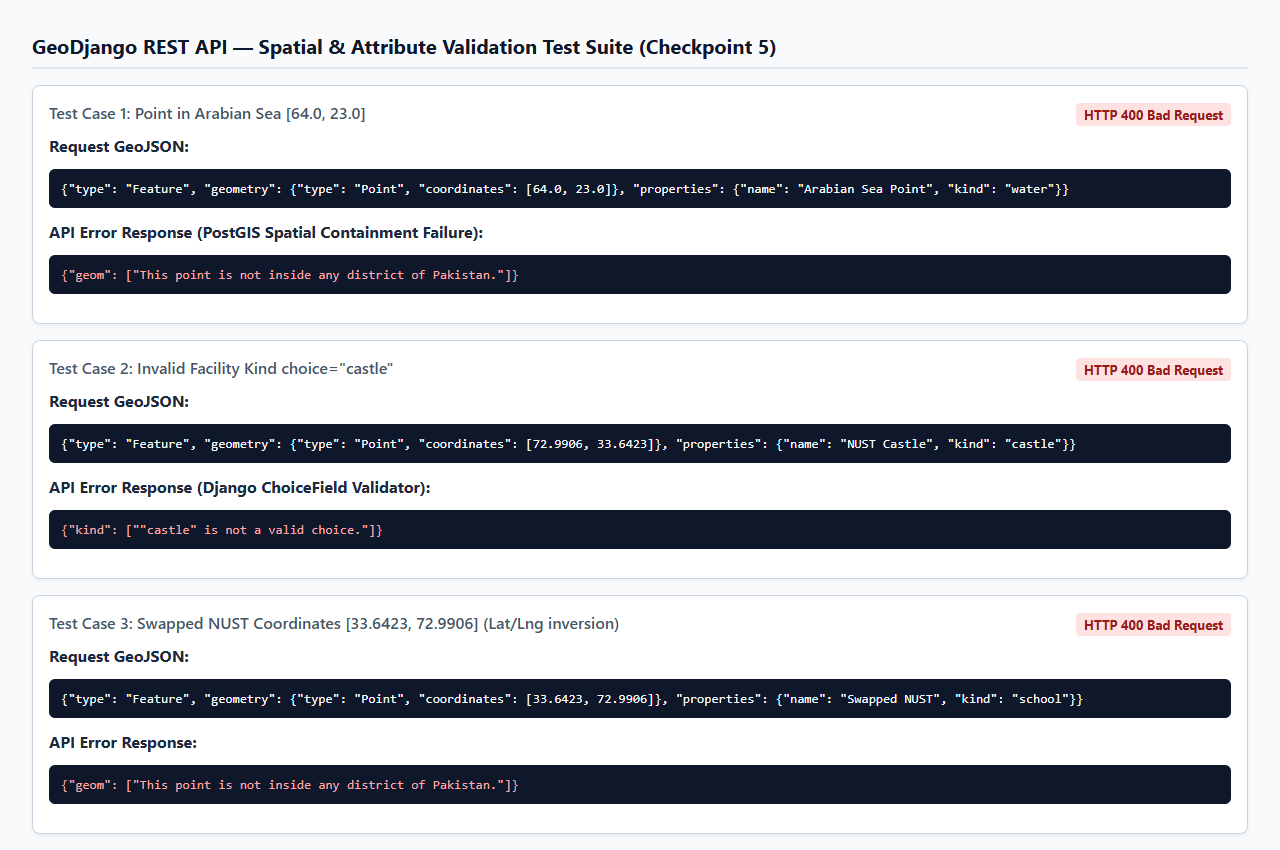 GeoDjango REST API — Spatial & Attribute Validation Test Suite (Checkpoint 5)
Test Case 1: Point in Arabian Sea [64.0, 23.0]
HTTP 400 Bad Request
Request GeoJSON:
{"type": "Feature", "geometry": {"type": "Point", "coordinates": [64.0, 23.0]}, "properties": {"name": "Arabian Sea Point", "kind": "water"}}
API Error Response (PostGIS Spatial Containment Failure):
{"geom": ["This point is not inside any district of Pakistan."]}
Test Case 2: Invalid Facility Kind choice="castle"
HTTP 400 Bad Request
Request GeoJSON:
{"type": "Feature", "geometry": {"type": "Point", "coordinates": [72.9906, 33.6423]}, "properties": {"name": "NUST Castle", "kind": "castle"}}
API Error Response (Django ChoiceField Validator):
{"kind": [""castle" is not a valid choice."]}
Test Case 3: Swapped NUST Coordinates [33.6423, 72.9906] (Lat/Lng inversion)
HTTP 400 Bad Request
Request GeoJSON:
{"type": "Feature", "geometry": {"type": "Point", "coordinates": [33.6423, 72.9906]}, "properties": {"name": "Swapped NUST", "kind": "school"}}
API Error Response:
{"geom": ["This point is not inside any district of Pakistan."]}